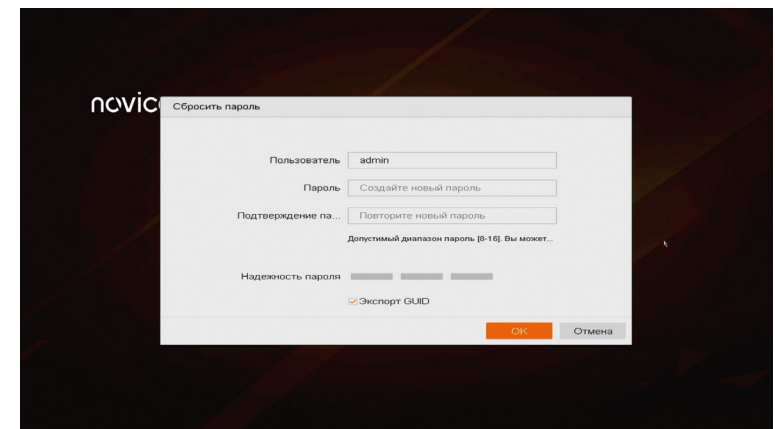 novic
Сбросить пароль
Пользователь admin
Пароль Создайте новый пароль
Подтверждение па... Повторите новый пароль
Допустимый диапазон пароль [8-16]. Вы может...
Надежность пароля
Экспорт GUID
OK Отмена